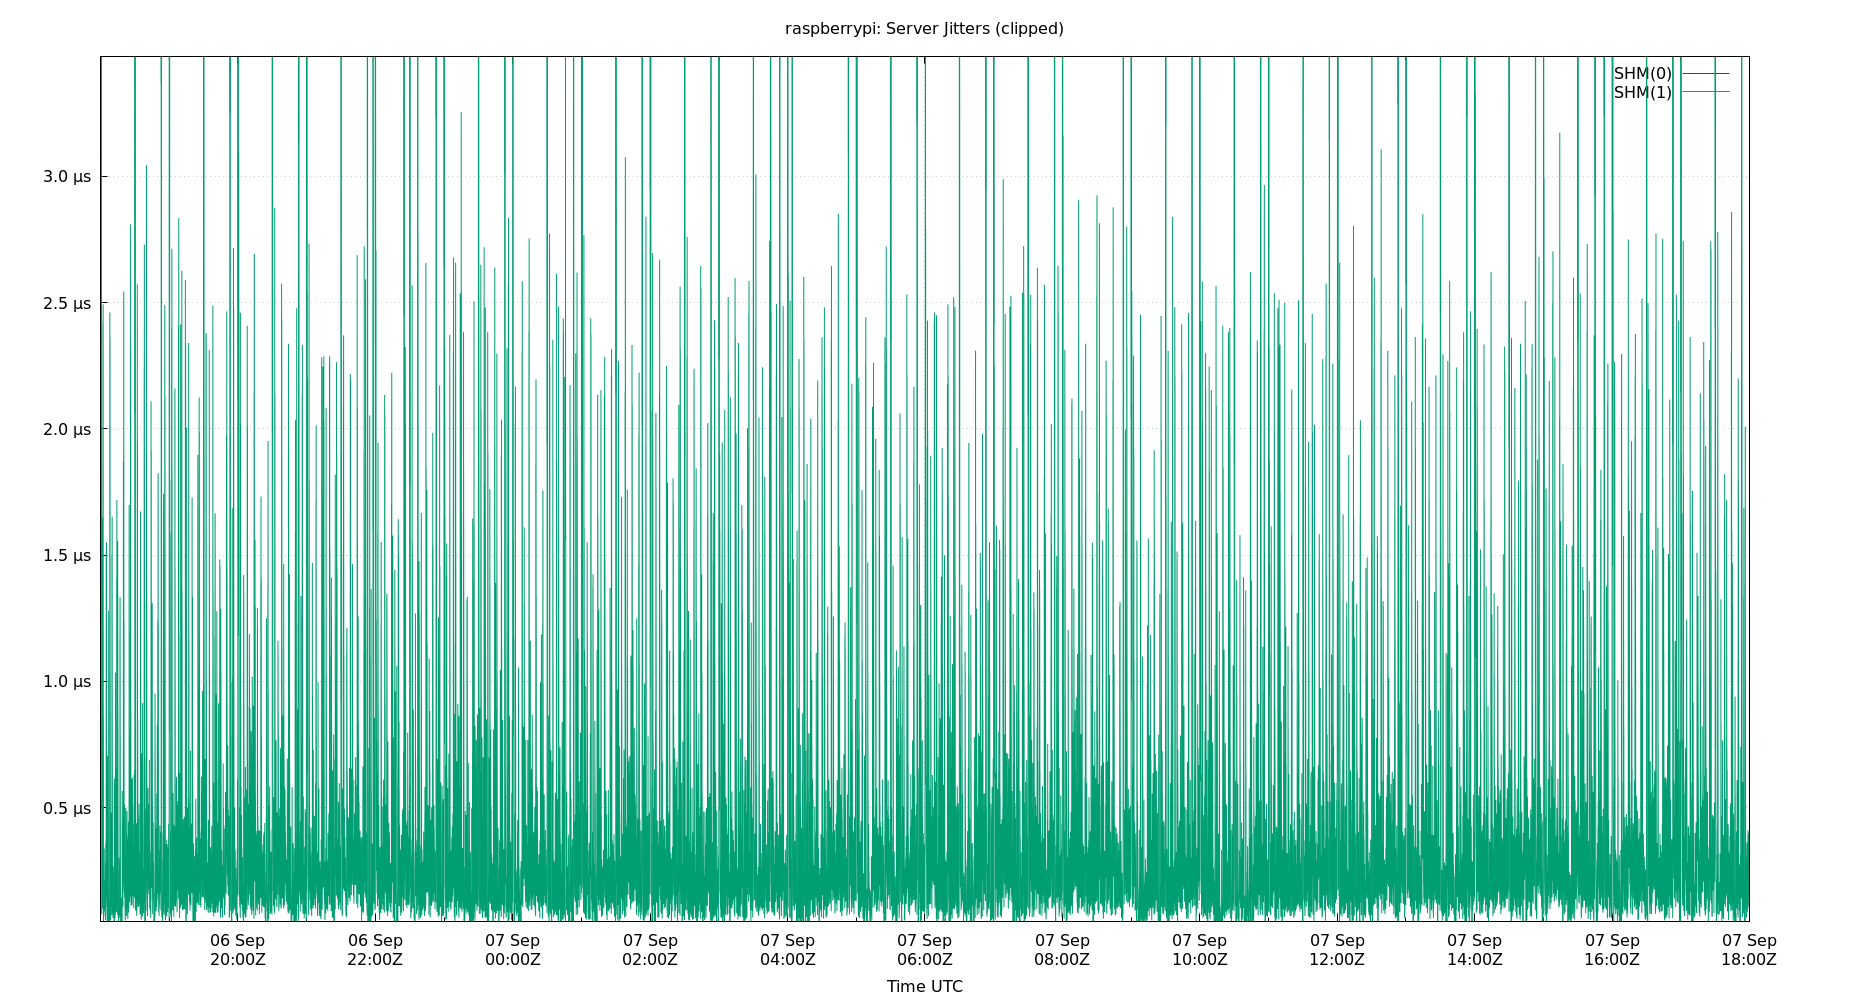 raspberrypi: Server Jitters (clipped)
SHM(0)
SHM(1)
3.0 µs
2.5 µs
2.0 µs
1.5 µs
1.0 µs
0.5 µs
06 Sep 06 Sep 07 Sep 07 Sep 07 Sep 07 Sep 07 Sep 07 Sep 07 Sep 07 Sep 07 Sep 07 Sep
20:00Z 22:00Z 00:00Z 02:00Z 04:00Z 06:00Z 08:00Z 10:00Z 12:00Z 14:00Z 16:00Z 18:00Z
Time UTC